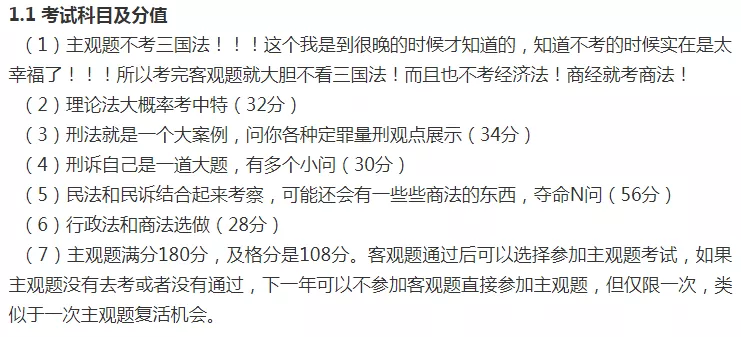 1.1 考试科目及分值
（1）主观题不考三国法！！！这个我是到很晚的时候才知道的，知道不考的时候实在是太
幸福了！！！所以考完客观题就大胆不看三国法！而且也不考经济法！商经就考商法！
（2）理论法大概率考中特（32分）
（3）刑法就是一个大案例，问你各种定罪量刑观点展示（34分）
（4）刑诉自己是一道大题，有多个小问（30分）
（5）民法和民诉结合起来考察，可能还会有一些些商法的东西，夺命N问（56分）
（6）行政法和商法选做（28分）
（7）主观题满分180分，及格分是108分。客观题通过后可以选择参加主观题考试，如果
主观题没有去考或者没有通过，下一年可以不参加客观题直接参加主观题，但仅限一次，类
似于一次主观题复活机会。